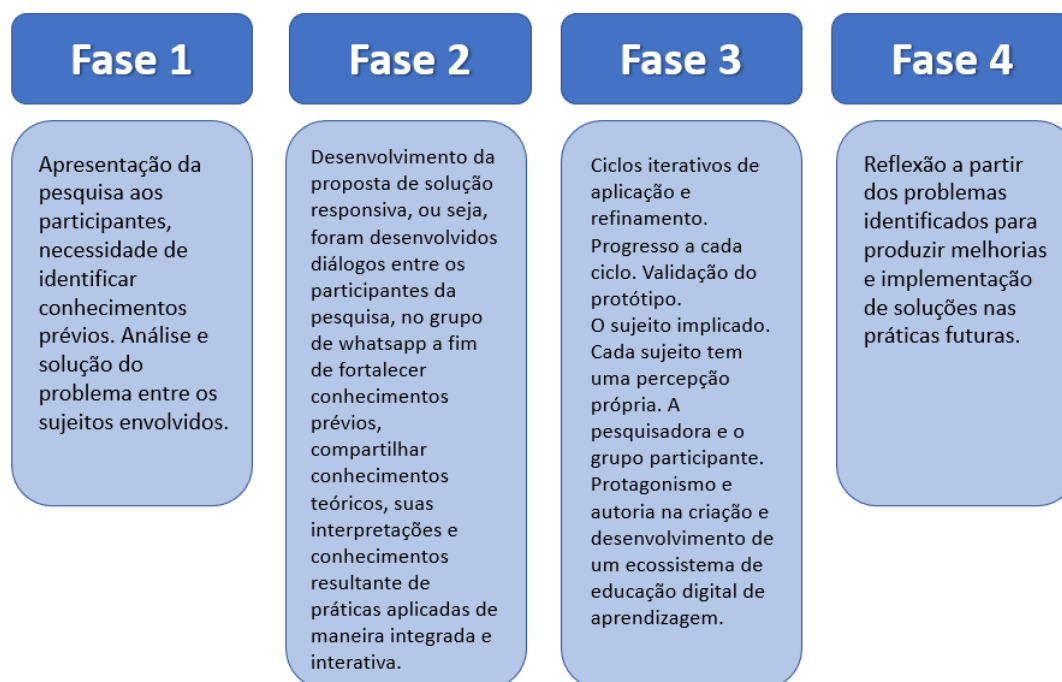 Fase 1
Apresentação da
pesquisa aos
participantes,
necessidade de
identificar
conhecimentos
prévios. Análise e
solução do
problema entre os
sujeitos envolvidos.
Fase 2
Desenvolvimento da
proposta de solução
responsiva, ou seja,
foram desenvolvidos
diálogos entre os
participantes da
pesquisa, no grupo
de whatsapp a fim
de fortalecer
conhecimentos
prévios,
compartilhar
conhecimentos
teóricos, suas
interpretações e
conhecimentos
resultante de
práticas aplicadas de
maneira integrada e
interativa.
Fase 3
Ciclos iterativos de
aplicação e
refinamento.
Progresso a cada
ciclo. Validação do
protótipo.
O sujeito implicado.
Cada sujeito tem
uma percepção
própria. A
pesquisadora e o
grupo participante.
Protagonismo e
autoria na criação e
desenvolvimento de
um ecossistema de
educação digital de
aprendizagem.
Fase 4
Reflexão a partir
dos problemas
identificados para
produzir melhorias
e implementação
de soluções nas
práticas futuras.